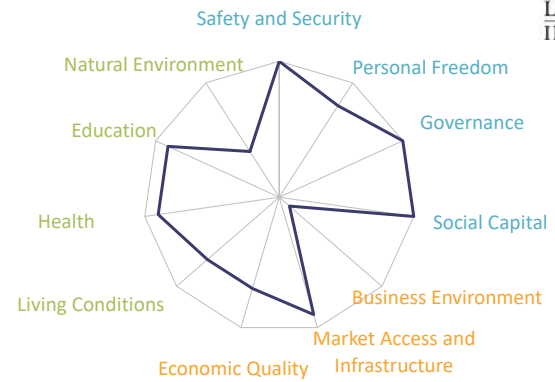 Safety and Security
Natural Environment
Personal Freedom
Education
Governance
Health
Social Capital
Business Environment
Living Conditions
Market Access and
Infrastructure
Economic Quality